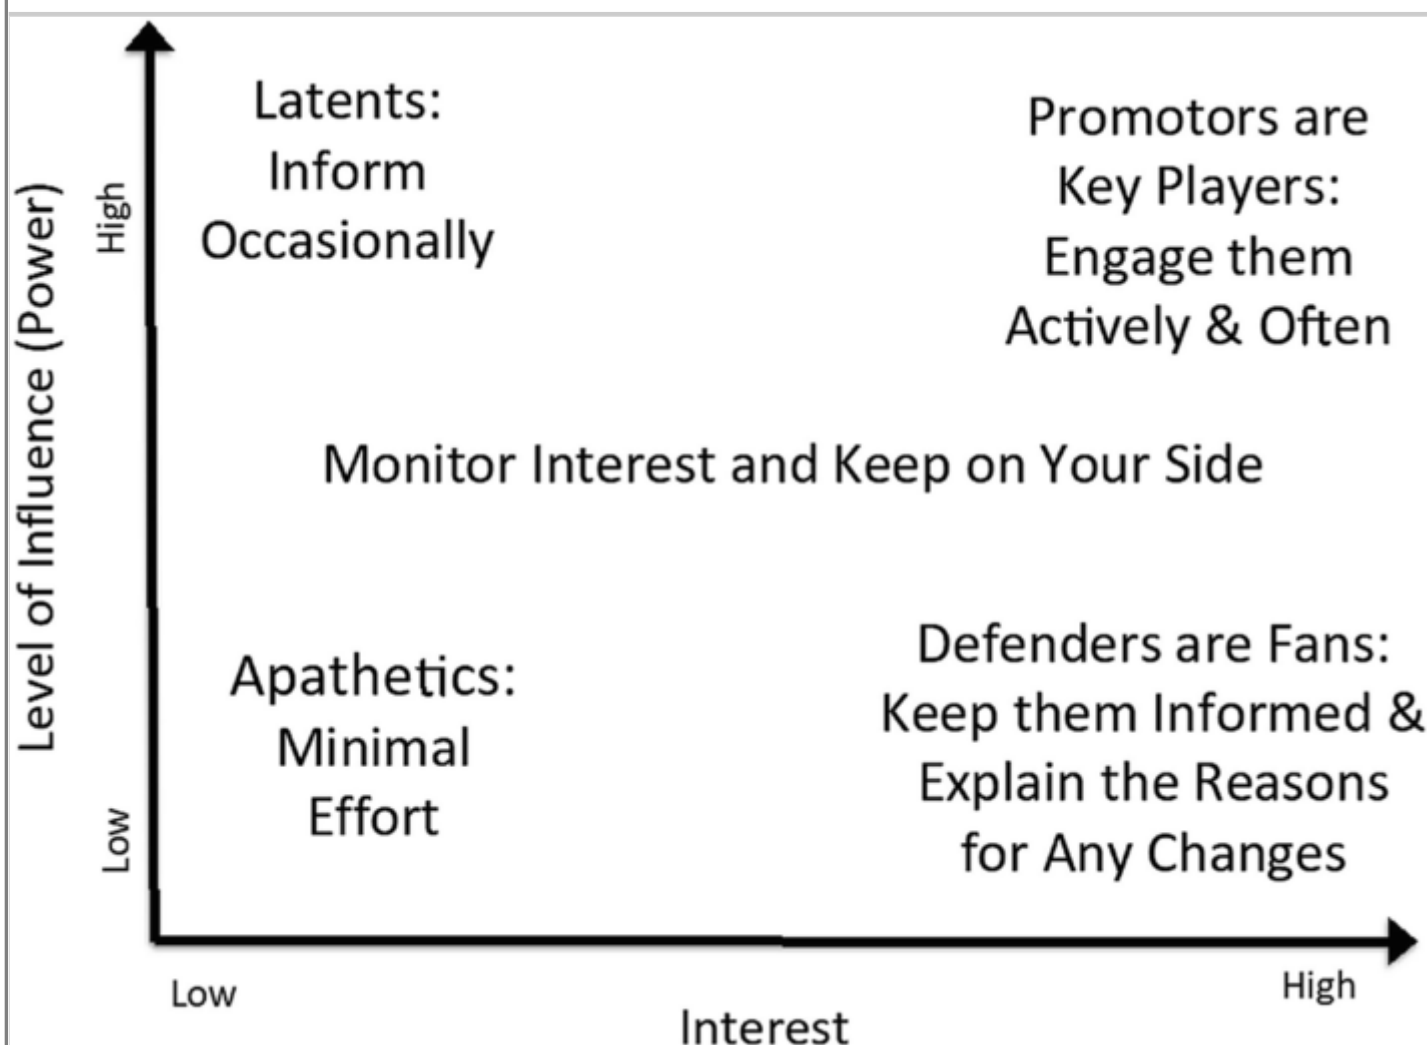 Latents:
Inform
Occasionally
Promotors are
Key Players:
Engage them
Actively & Often
Level of Influence (Power)
High
Low
Monitor Interest and Keep on Your Side
Apathetics:
Minimal
Effort
Defenders are Fans:
Keep them Informed &
Explain the Reasons
for Any Changes
Low
High
Interest